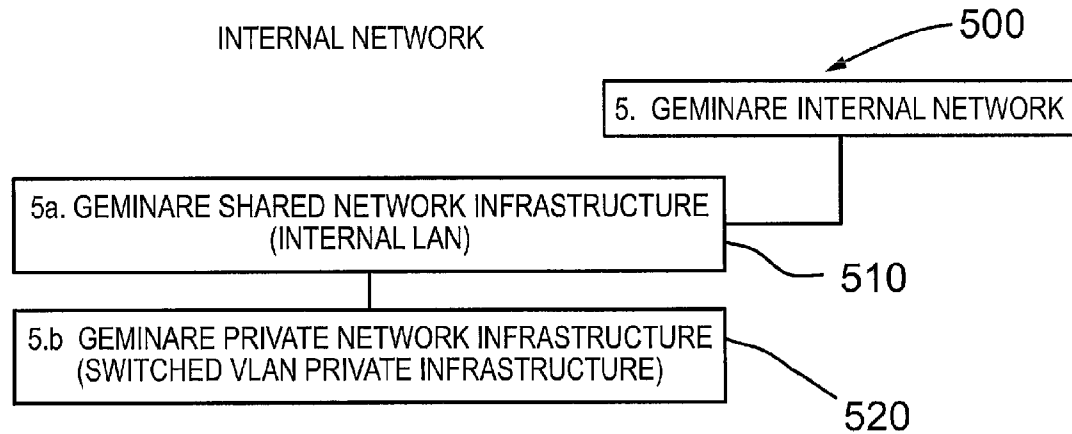 INTERNAL NETWORK
500
5. GEMINARE INTERNAL NETWORK
5a. GEMINARE SHARED NETWORK INFRASTRUCTURE
(INTERNAL LAN)
510
5.b GEMINARE PRIVATE NETWORK INFRASTRUCTURE
(SWITCHED VLAN PRIVATE INFRASTRUCTURE)
520